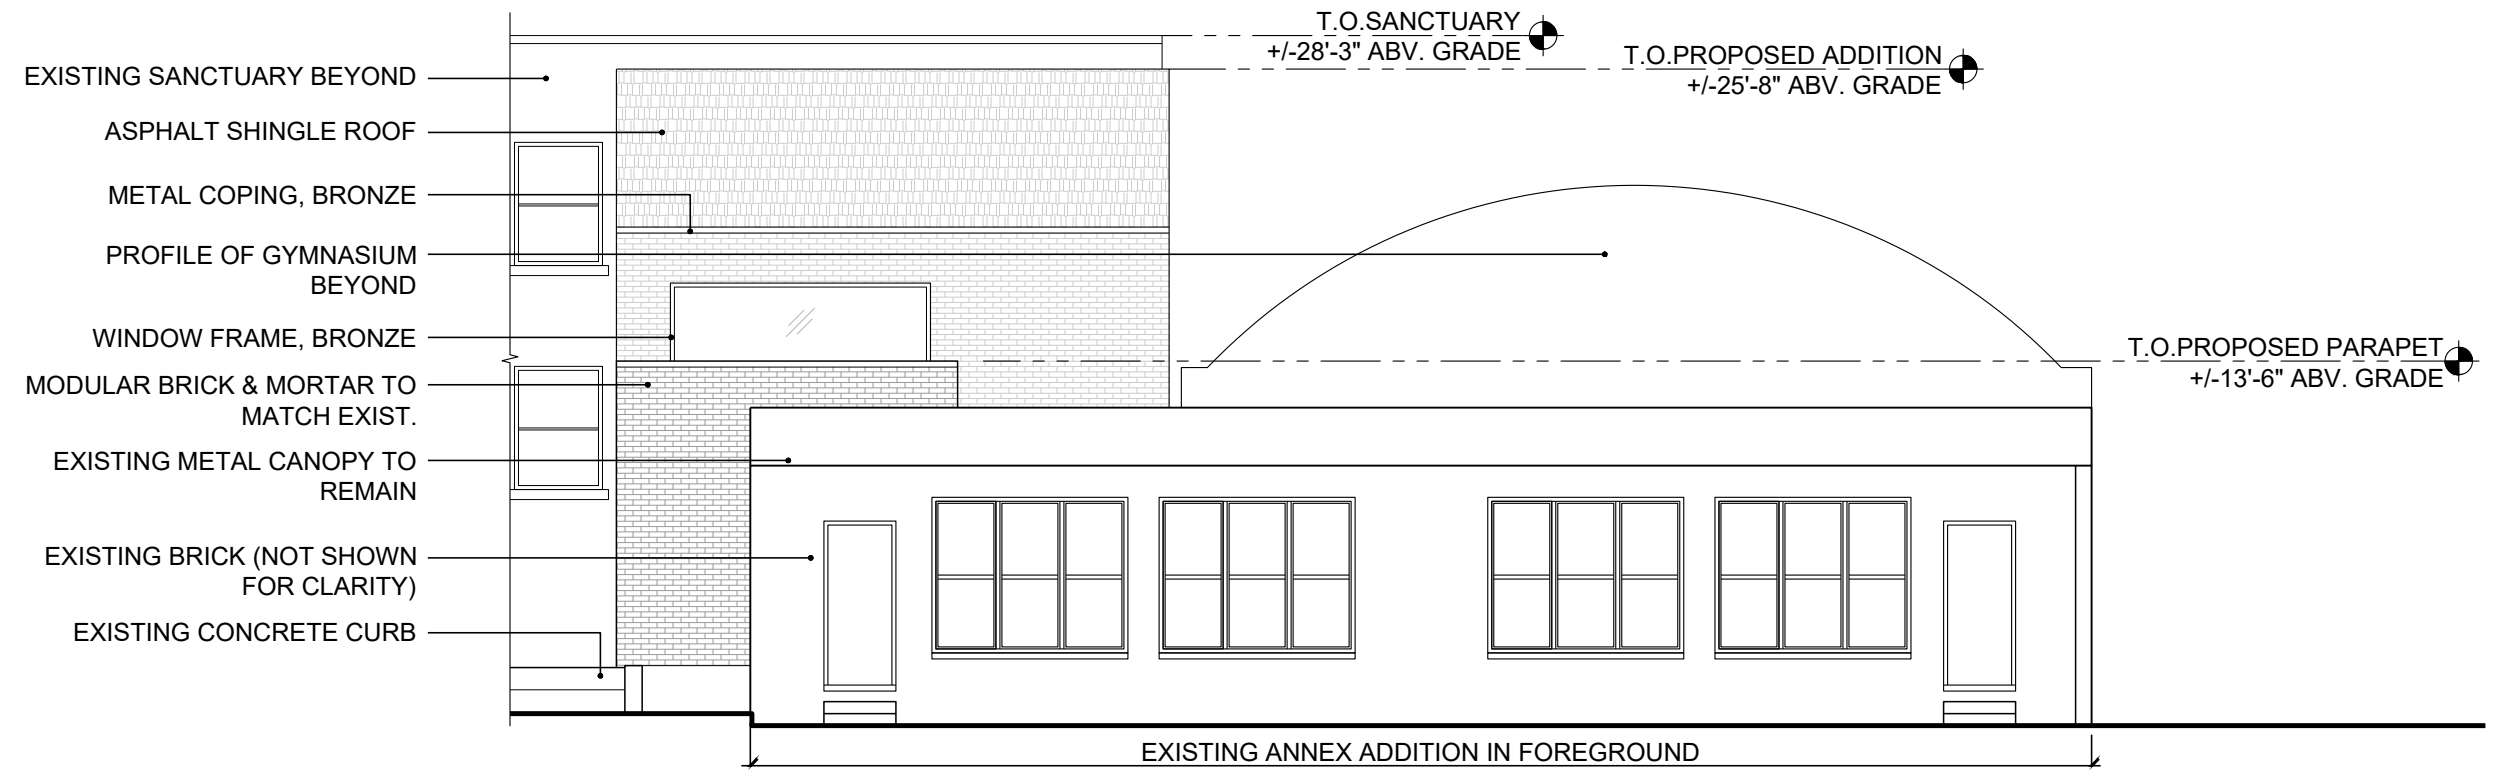 T.O.SANCTUARY
+/-28'-3" ABV. GRADE
T.O.PROPOSED ADDITION
+/-25'-8" ABV. GRADE
EXISTING SANCTUARY BEYOND
ASPHALT SHINGLE ROOF
METAL COPING, BRONZE
PROFILE OF GYMNASIUM
BEYOND
WINDOW FRAME, BRONZE
T.O.PROPOSED PARAPET
+/-13'-6" ABV. GRADE
MODULAR BRICK & MORTAR TO
MATCH EXIST.
EXISTING METAL CANOPY TO
REMAIN
EXISTING BRICK (NOT SHOWN
FOR CLARITY)
EXISTING CONCRETE CURB
EXISTING ANNEX ADDITION IN FOREGROUND